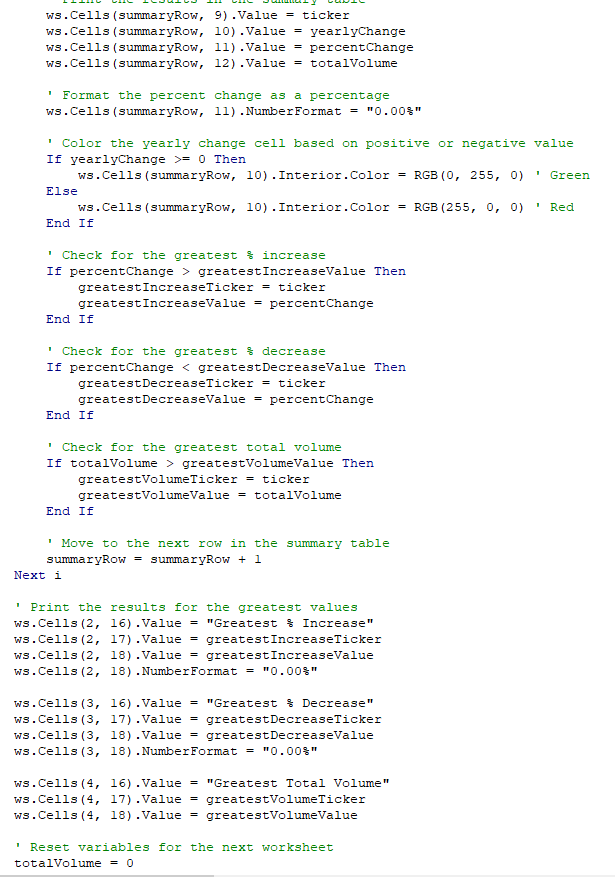 ' Print the results in the summary table
ws.Cells(summaryRow, 9).Value = ticker
ws.Cells(summaryRow, 10).Value = yearlyChange
ws.Cells(summaryRow, 11).Value = percentChange
ws.Cells(summaryRow, 12).Value = totalVolume
' Format the percent change as a percentage
ws.Cells(summaryRow, 11).NumberFormat = "0.00%"
' Color the yearly change cell based on positive or negative value
If yearlyChange >= 0 Then
ws.Cells(summaryRow, 10).Interior.Color = RGB(0, 255, 0) ' Green
Else
ws.Cells(summaryRow, 10).Interior.Color = RGB(255, 0, 0) ' Red
End If
' Check for the greatest % increase
If percentChange > greatestIncreaseValue Then
greatestIncreaseTicker = ticker
greatestIncreaseValue = percentChange
End If
' Check for the greatest % decrease
If percentChange < greatestDecreaseValue Then
greatestDecreaseTicker = ticker
greatestDecreaseValue = percentChange
End If
' Check for the greatest total volume
If totalVolume > greatestVolumeValue Then
greatestVolumeTicker = ticker
greatestVolumeValue = totalVolume
End If
' Move to the next row in the summary table
summaryRow = summaryRow + 1
Next i
' Print the results for the greatest values
ws.Cells(2, 16).Value = "Greatest % Increase"
ws.Cells(2, 17).Value = greatestIncreaseTicker
ws.Cells(2, 18).Value = greatestIncreaseValue
ws.Cells(2, 18).NumberFormat = "0.00%"
ws.Cells(3, 16).Value = "Greatest % Decrease"
ws.Cells(3, 17).Value = greatestDecreaseTicker
ws.Cells(3, 18).Value = greatestDecreaseValue
ws.Cells(3, 18).NumberFormat = "0.00%"
ws.Cells(4, 16).Value = "Greatest Total Volume"
ws.Cells(4, 17).Value = greatestVolumeTicker
ws.Cells(4, 18).Value = greatestVolumeValue
' Reset variables for the next worksheet
totalVolume = 0